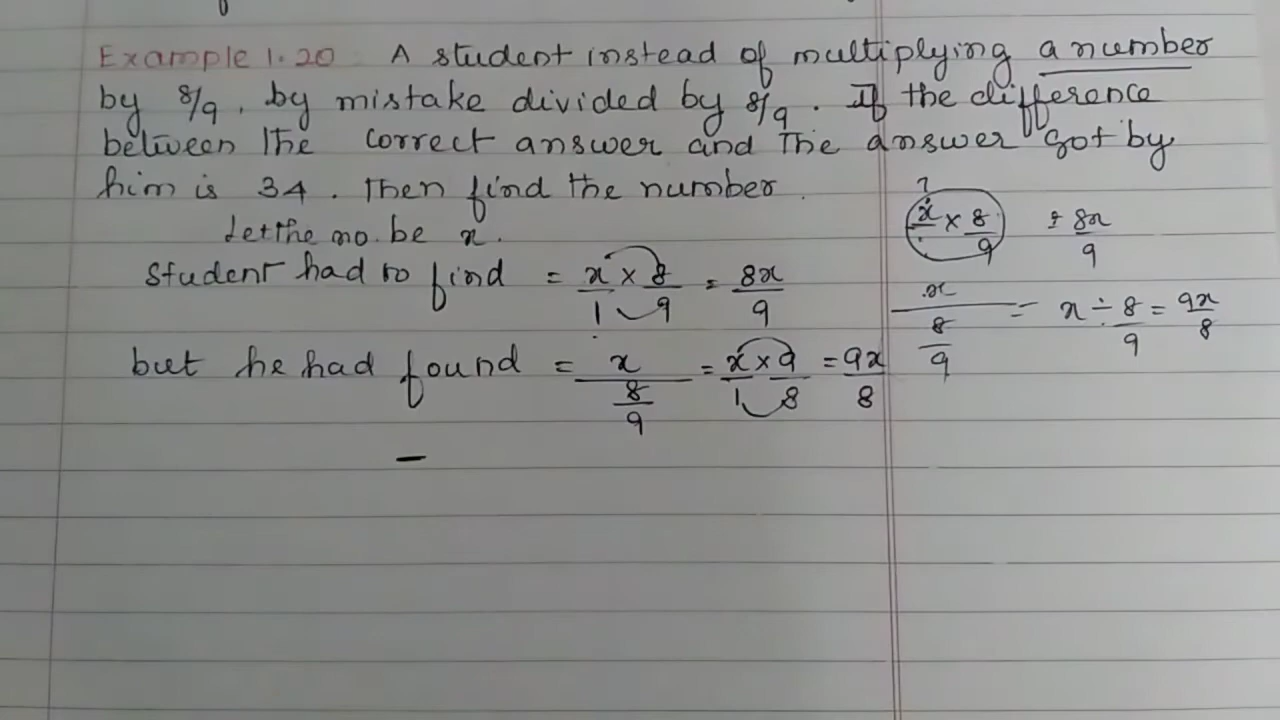 Example 1.20 A student instead of multiplying a number
by 8/9, by mistake divided by 8/9. If the difference
between the correct answer and the answer got by
him is 34. Then find the number.
Let the no. be x.
Student had to find = x/1 × 8/9 = 8x/9
but he had found = x/(8/9) = x/1 × 9/8 = 9x/8
?
x × 8/9 = 8x/9
x/(8/9) = x ÷ 8/9 = 9x/8